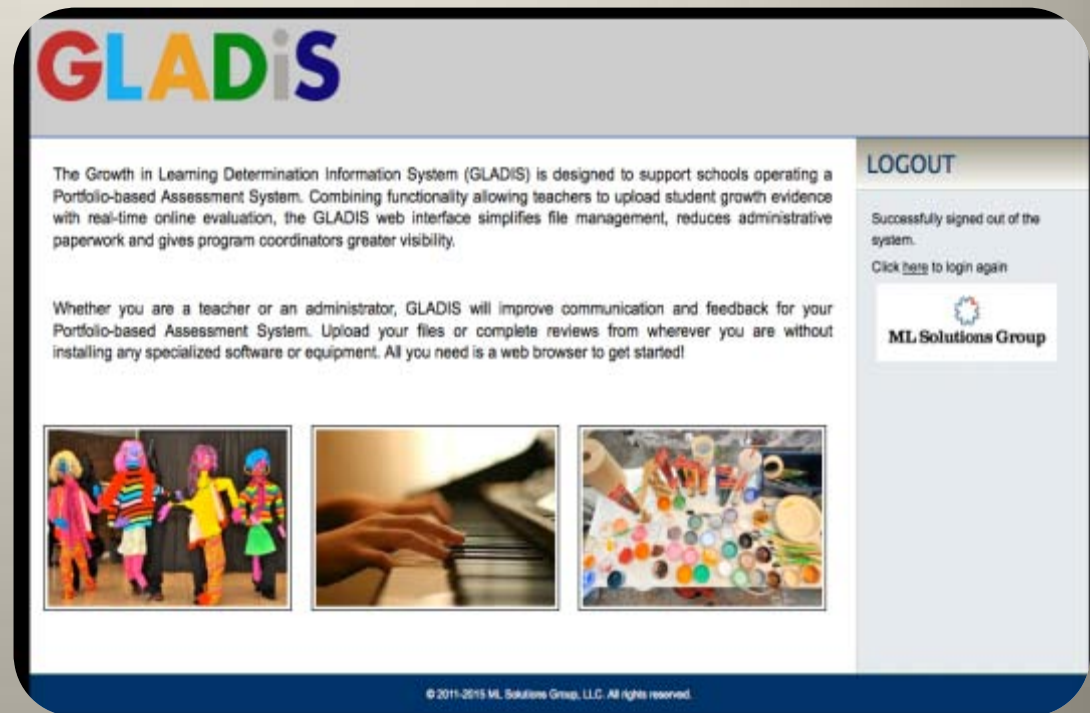 GLADiS
The Growth in Learning Determination Information System (GLADIS) is designed to support schools operating a
Portfolio-based Assessment System. Combining functionality allowing teachers to upload student growth evidence
with real-time online evaluation, the GLADIS web interface simplifies file management, reduces administrative
paperwork and gives program coordinators greater visibility.
Whether you are a teacher or an administrator, GLADIS will improve communication and feedback for your
Portfolio-based Assessment System. Upload your files or complete reviews from wherever you are without
installing any specialized software or equipment. All you need is a web browser to get started!
LOGOUT
Successfully signed out of the
system.
Click here to login again
ML Solutions Group
© 2011-2015 ML Solutions Group, LLC. All rights reserved.